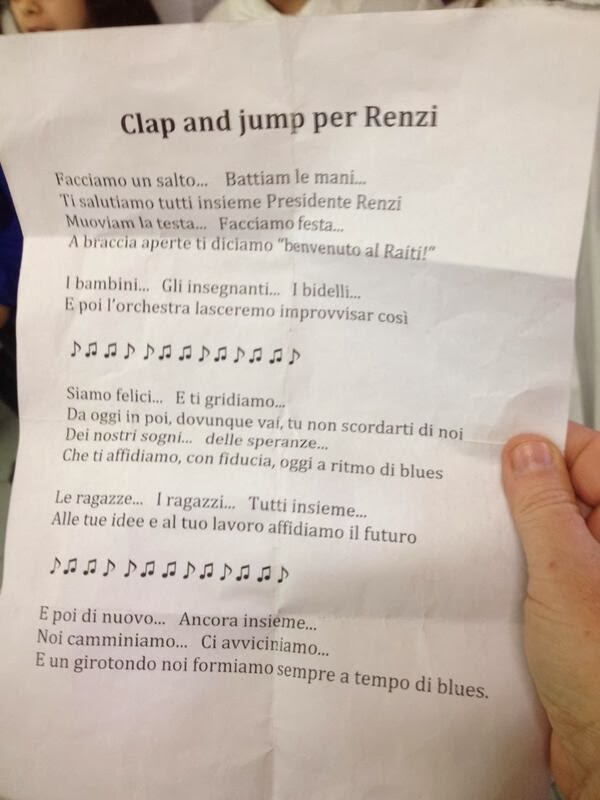 Clap and jump per Renzi
Facciamo un salto... Battiam le mani...
Ti salutiamo tutti insieme Presidente Renzi
Muoviam la testa... Facciamo festa...
A braccia aperte ti diciamo "benvenuto al Raiti!"
I bambini... Gli insegnanti... I bidelli...
E poi l'orchestra lasceremo improvvisar così
♪♫♫♪♪♫♫♪♫♪♫♫♪
Siamo felici... E ti gridiamo...
Da oggi in poi, dovunque vai, tu non scordarti di noi
Dei nostri sogni... delle speranze...
Che ti affidiamo, con fiducia, oggi a ritmo di blues
Le ragazze... I ragazzi... Tutti insieme...
Alle tue idee e al tuo lavoro affidiamo il futuro
♪♫♫♪♪♫♫♪♫♪♫♫♪
E poi di nuovo... Ancora insieme...
Noi camminiamo... Ci avviciniamo...
E un girotondo noi formiamo sempre a tempo di blues.